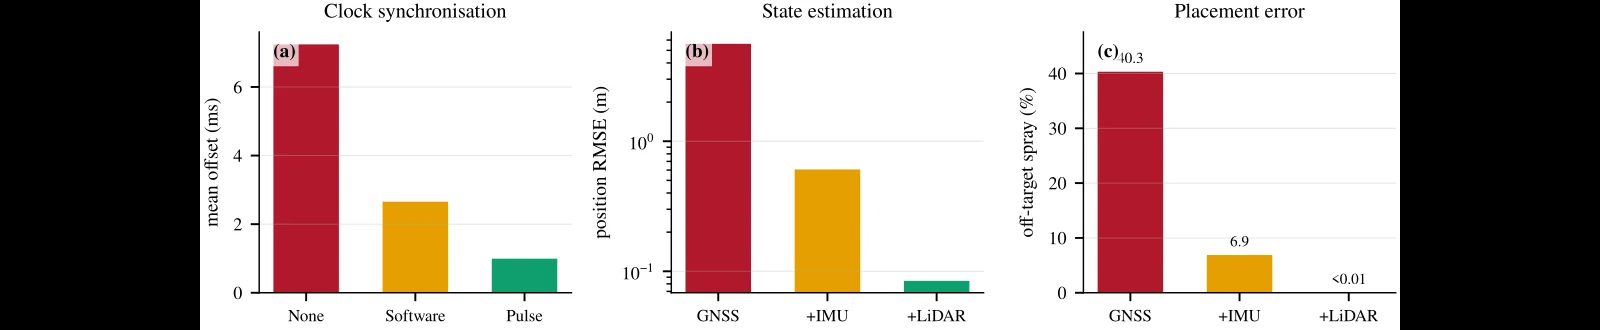 Clock synchronisation
(a)
mean offset (ms)
6
4
2
0
None Software Pulse
State estimation
(b)
position RMSE (m)
10⁰
10⁻¹
GNSS +IMU +LiDAR
Placement error
(c)
off-target spray (%)
40
30
20
10
0
40.3
6.9
<0.01
GNSS +IMU +LiDAR